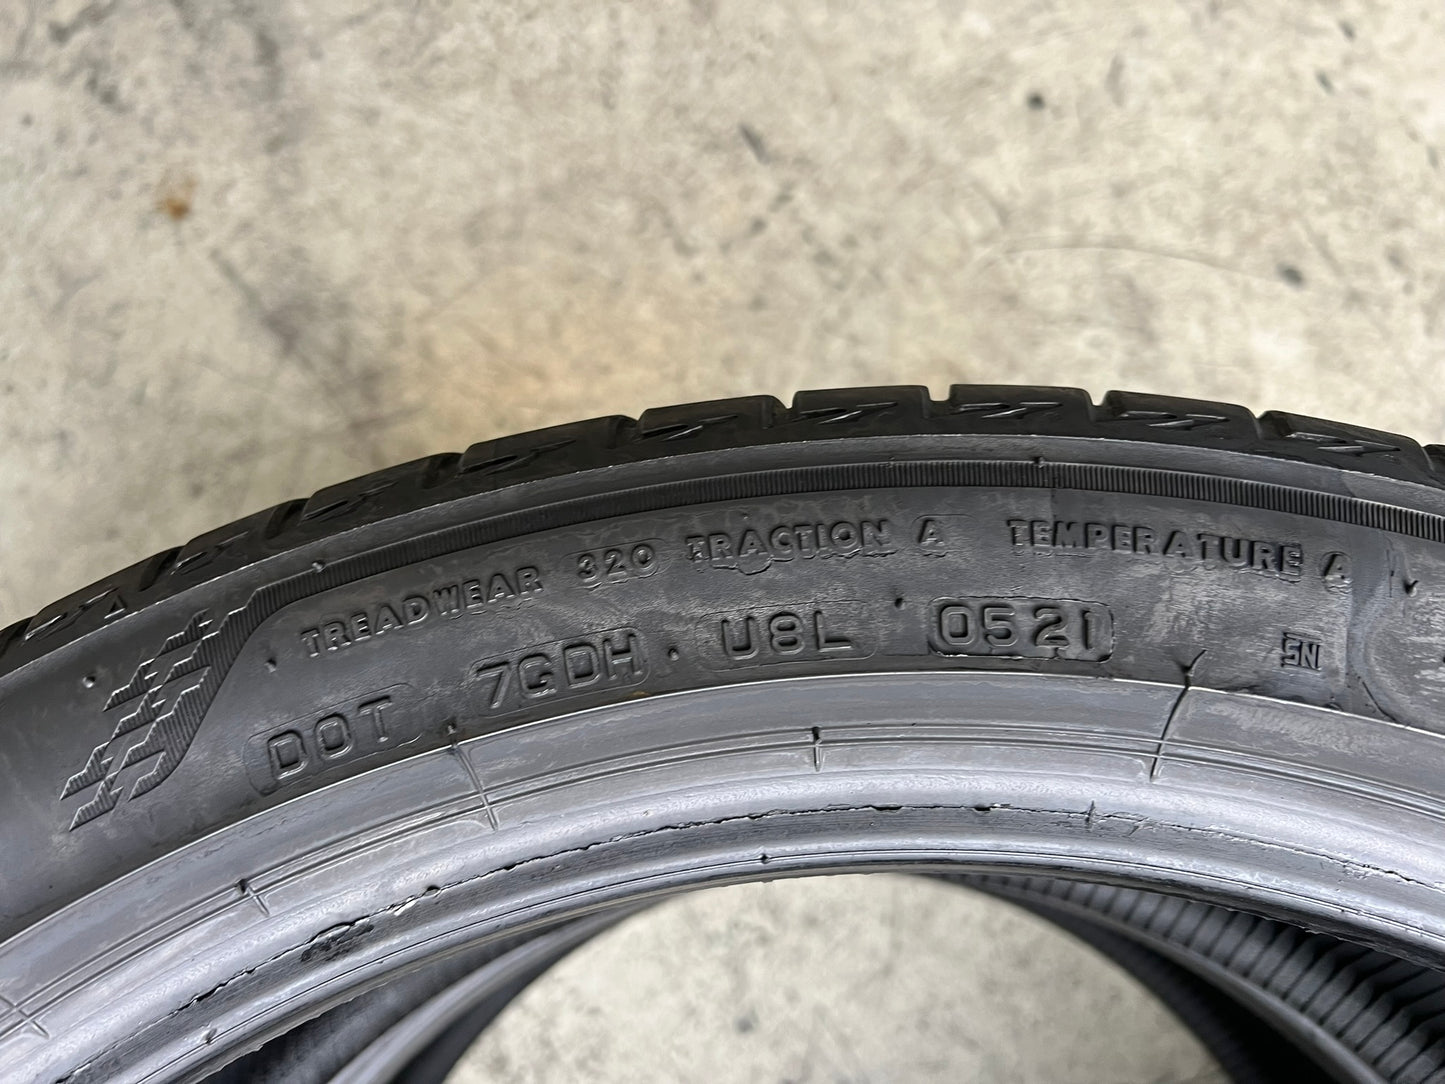 TREADWEAR 320 TRACTION A TEMPERATURE A
DOT 7GDH · U8L 0521
SN